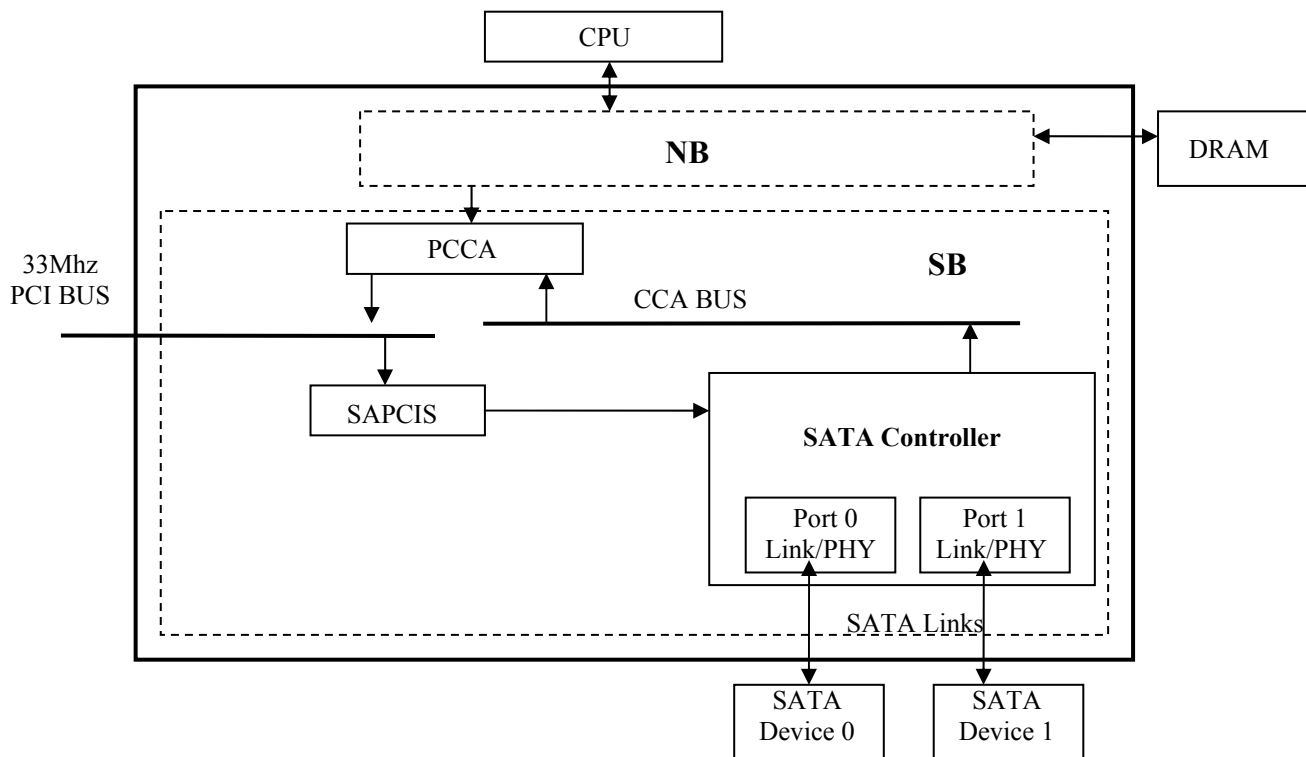 CPU
NB
DRAM
PCCA
SB
33Mhz
PCI BUS
CCA BUS
SAPCIS
SATA Controller
Port 0
Link/PHY
Port 1
Link/PHY
SATA Links
SATA
Device 0
SATA
Device 1